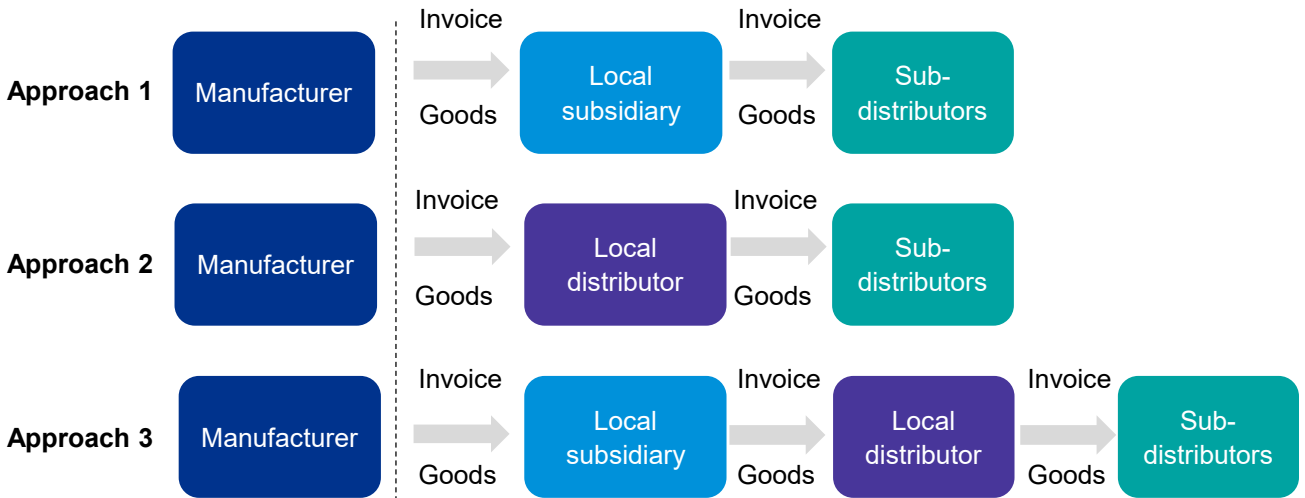 Invoice
Invoice
Approach 1
Manufacturer
Local
subsidiary
Sub-
distributors
Goods
Goods
Invoice
Invoice
Approach 2
Manufacturer
Local
distributor
Sub-
distributors
Goods
Goods
Invoice
Invoice
Invoice
Approach 3
Manufacturer
Local
subsidiary
Local
distributor
Sub-
distributors
Goods
Goods
Goods